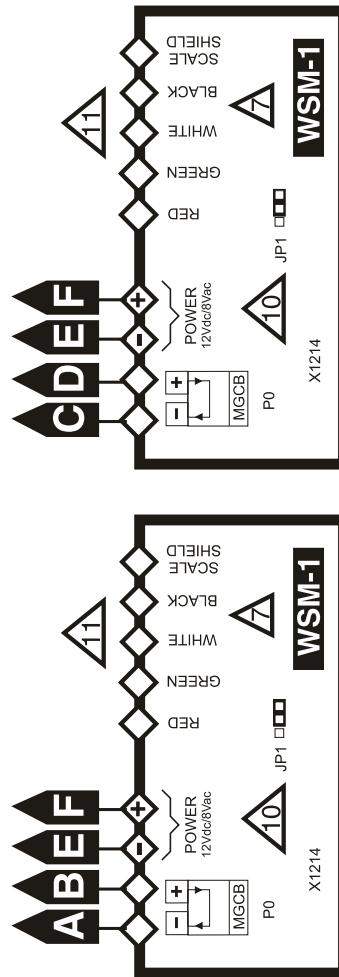 A
B
E
F
11
-
+
-
+
MGCB
P0
POWER
12Vdc/8Vac
RED
GREEN
WHITE
BLACK
SCALE
SHIELD
10
7
JP1
X1214
WSM-1
C
D
E
F
11
-
+
-
+
MGCB
P0
POWER
12Vdc/8Vac
RED
GREEN
WHITE
BLACK
SCALE
SHIELD
10
7
JP1
X1214
WSM-1